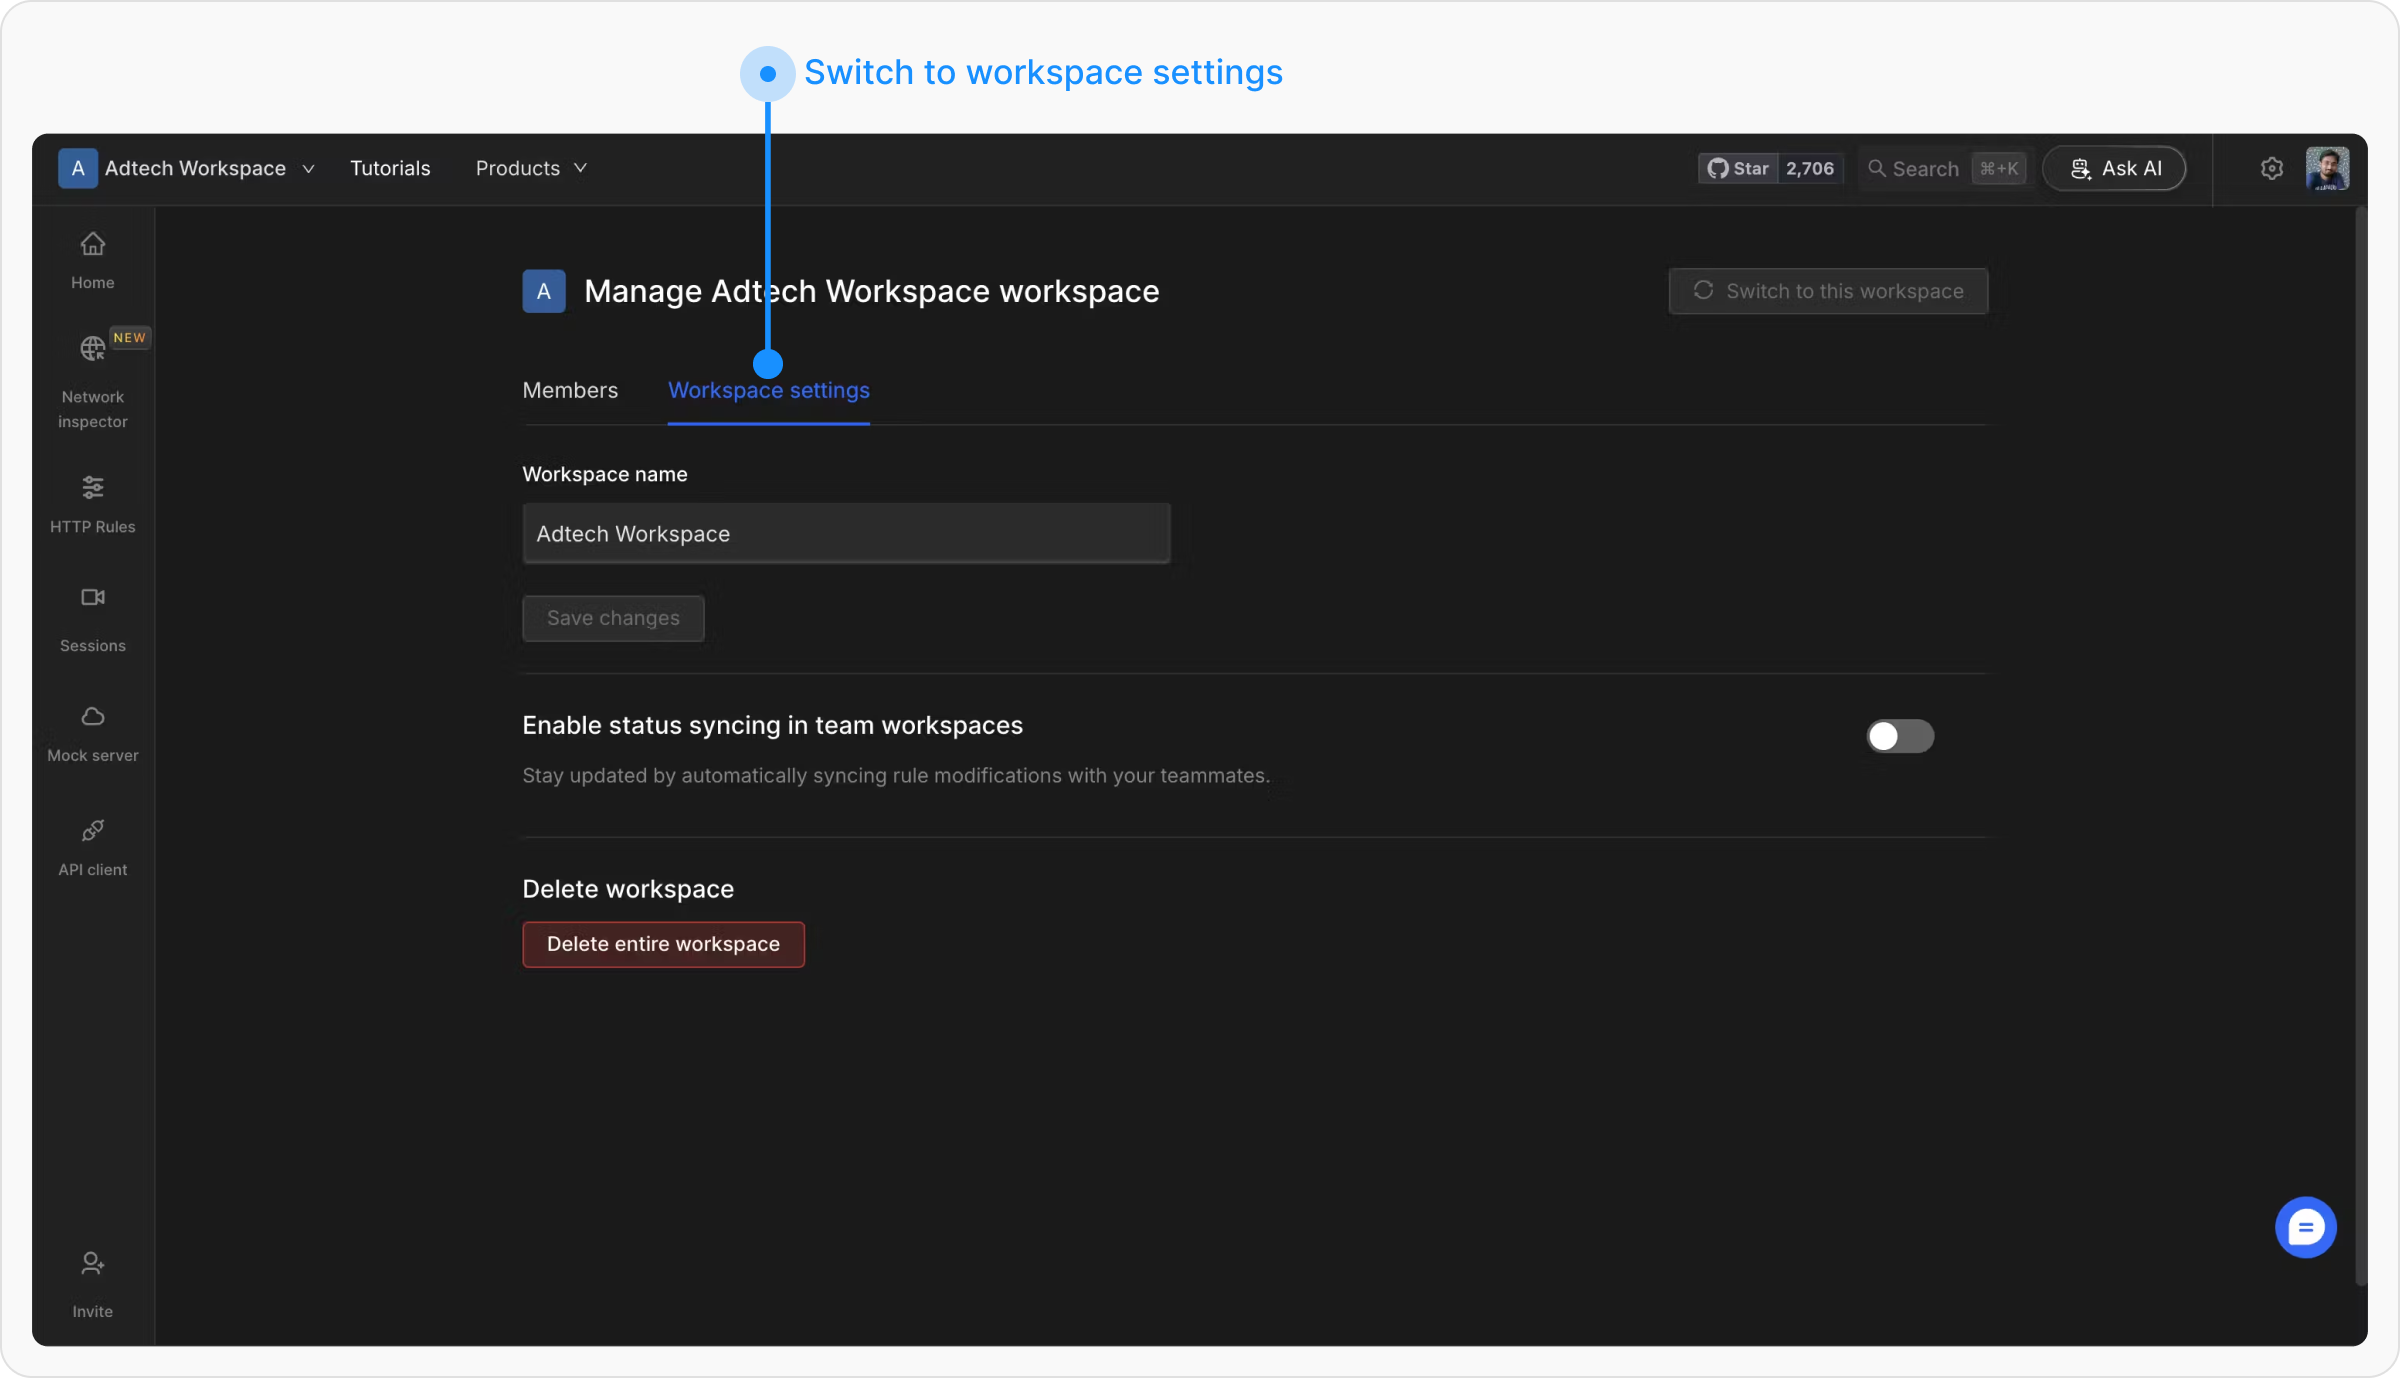 Switch to workspace settings
A Adtech Workspace Tutorials Products Star 2,706 Search ⌘+K Ask AI
Home
NEW
Network
inspector
HTTP Rules
Sessions
Mock server
API client
Invite
A Manage Adtech Workspace workspace Switch to this workspace
Members Workspace settings
Workspace name
Adtech Workspace
Save changes
Enable status syncing in team workspaces
Stay updated by automatically syncing rule modifications with your teammates.
Delete workspace
Delete entire workspace